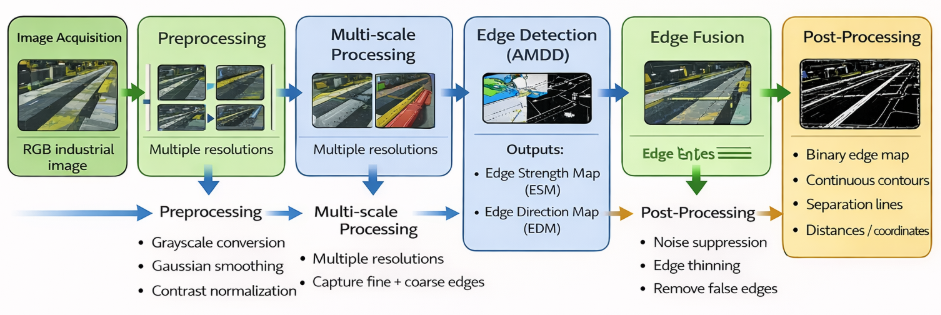 Image Acquisition
RGB industrial
image
Preprocessing
Multiple resolutions
Multi-scale
Processing
Multiple resolutions
Edge Detection
(AMDD)
Outputs:
• Edge Strength Map
(ESM)
• Edge Direction Map
(EDM)
Edge Fusion
Edge
Post-Processing
• Binary edge map
• Continuous contours
• Separation lines
• Distances / coordinates
Preprocessing
• Grayscale conversion
• Gaussian smoothing
• Contrast normalization
Multi-scale
Processing
• Multiple resolutions
• Capture fine + coarse edges
Post-Processing
• Noise suppression
• Edge thinning
• Remove false edges